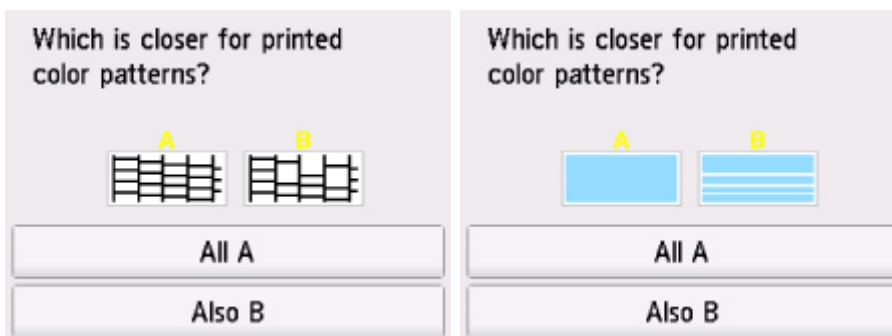 Which is closer for printed
color patterns?
A B
All A
Also B
Which is closer for printed
color patterns?
A B
All A
Also B